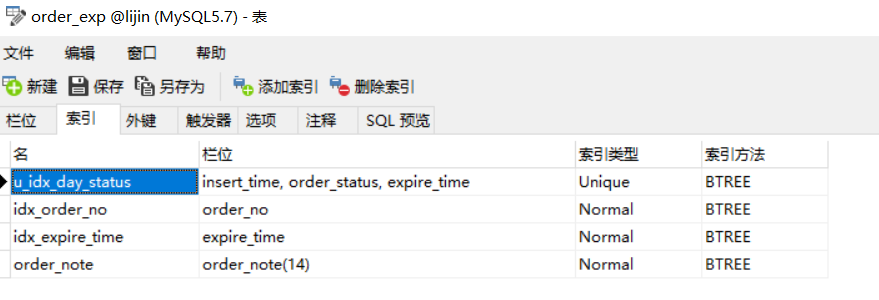 order_exp @lijin (MySQL5.7) - 表
文件 编辑 窗口 帮助
新建 保存 另存为 添加索引 删除索引
栏位 索引 外键 触发器 选项 注释 SQL 预览
名 栏位 索引类型 索引方法
u_idx_day_status insert_time, order_status, expire_time Unique BTREE
idx_order_no order_no Normal BTREE
idx_expire_time expire_time Normal BTREE
order_note order_note(14) Normal BTREE